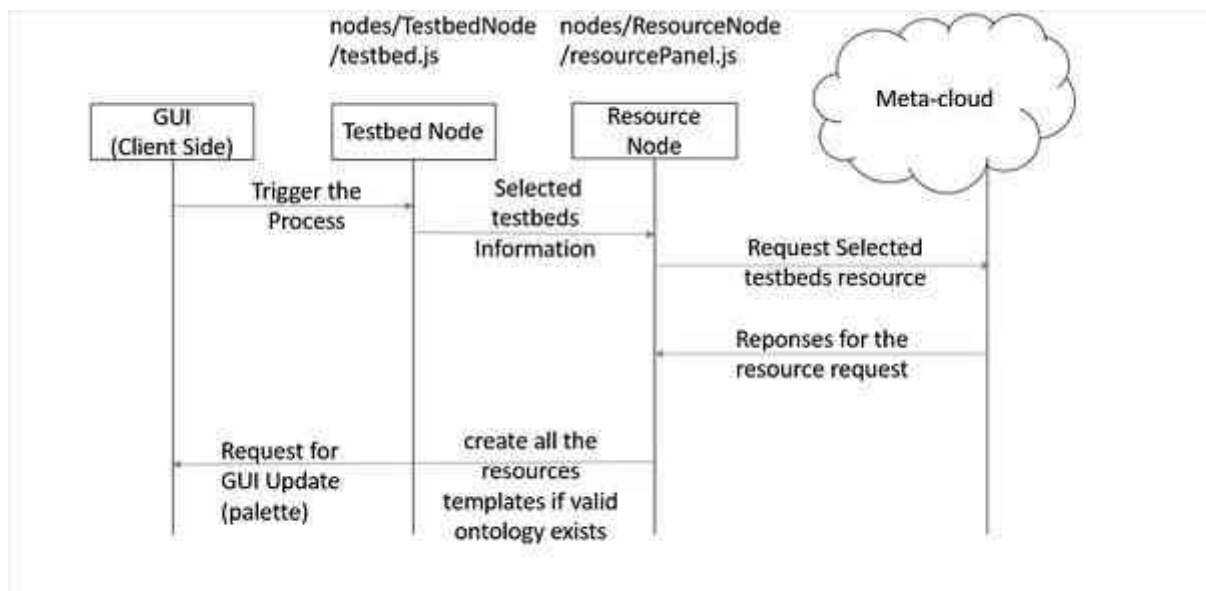 nodes/TestbedNode
/testbed.js
nodes/ResourceNode
/resourcePanel.js
Meta-cloud
GUI
(Client Side)
Testbed Node
Resource
Node
Trigger the
Process
Selected
testbeds
Information
Request Selected
testbeds resource
Reponses for the
resource request
Request for
GUI Update
(palette)
create all the
resources
templates if valid
ontology exists